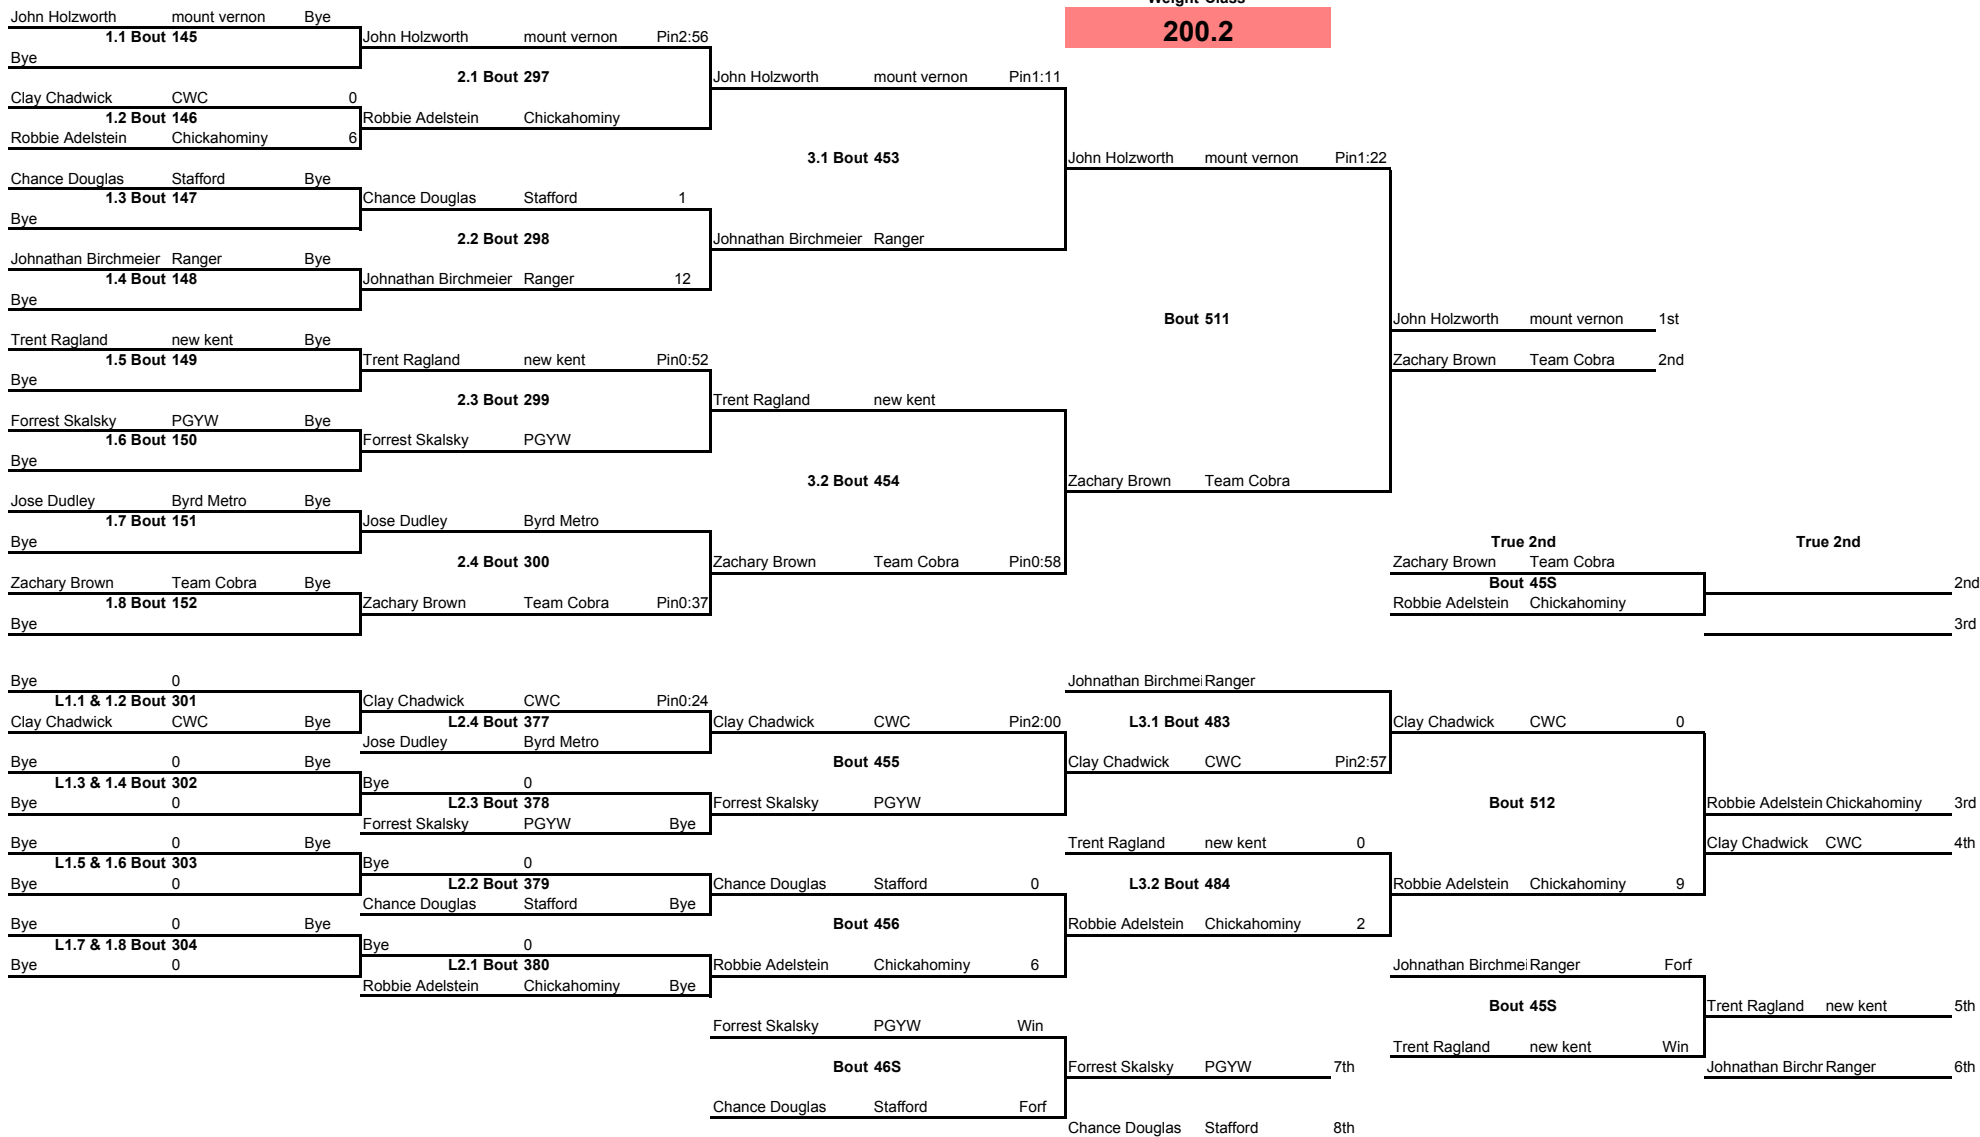 Weight Class
200.2
John Holzworth mount vernon Bye
1.1 Bout 145
Bye
Clay Chadwick CWC 0
1.2 Bout 146
Robbie Adelstein Chickahominy 6
Chance Douglas Stafford Bye
1.3 Bout 147
Bye
Johnathan Birchmeier Ranger Bye
1.4 Bout 148
Bye
Trent Ragland new kent Bye
1.5 Bout 149
Bye
Forrest Skalsky PGYW Bye
1.6 Bout 150
Bye
Jose Dudley Byrd Metro Bye
1.7 Bout 151
Bye
Zachary Brown Team Cobra Bye
1.8 Bout 152
Bye
John Holzworth mount vernon Pin2:56
2.1 Bout 297
Robbie Adelstein Chickahominy
Chance Douglas Stafford 1
2.2 Bout 298
Johnathan Birchmeier Ranger 12
Trent Ragland new kent Pin0:52
2.3 Bout 299
Forrest Skalsky PGYW
Jose Dudley Byrd Metro
2.4 Bout 300
Zachary Brown Team Cobra Pin0:37
John Holzworth mount vernon Pin1:11
3.1 Bout 453
Johnathan Birchmeier Ranger
Trent Ragland new kent
3.2 Bout 454
Zachary Brown Team Cobra Pin0:58
John Holzworth mount vernon Pin1:22
Bout 511
Zachary Brown Team Cobra
John Holzworth mount vernon 1st
Zachary Brown Team Cobra 2nd
True 2nd True 2nd
Zachary Brown Team Cobra
Bout 45S
Robbie Adelstein Chickahominy
2nd
3rd
Bye 0
L1.1 & 1.2 Bout 301
Clay Chadwick CWC Bye
Bye 0 Bye
L1.3 & 1.4 Bout 302
Bye 0
Bye 0 Bye
L1.5 & 1.6 Bout 303
Bye 0
Bye 0 Bye
L1.7 & 1.8 Bout 304
Bye 0
Clay Chadwick CWC Pin0:24
L2.4 Bout 377
Jose Dudley Byrd Metro
Bye 0
L2.3 Bout 378
Forrest Skalsky PGYW Bye
Bye 0
L2.2 Bout 379
Chance Douglas Stafford Bye
Bye 0
L2.1 Bout 380
Robbie Adelstein Chickahominy Bye
Clay Chadwick CWC Pin2:00
Bout 455
Forrest Skalsky PGYW
Chance Douglas Stafford 0
Bout 456
Robbie Adelstein Chickahominy 6
Forrest Skalsky PGYW Win
Bout 46S
Chance Douglas Stafford Forf
Johnathan Birchmei Ranger
L3.1 Bout 483
Clay Chadwick CWC Pin2:57
Trent Ragland new kent 0
L3.2 Bout 484
Robbie Adelstein Chickahominy 2
Forrest Skalsky PGYW 7th
Chance Douglas Stafford 8th
Clay Chadwick CWC 0
Bout 512
Robbie Adelstein Chickahominy 9
Johnathan Birchmei Ranger Forf
Bout 45S
Trent Ragland new kent Win
Robbie Adelstein Chickahominy 3rd
Clay Chadwick CWC 4th
Trent Ragland new kent 5th
Johnathan Birchr Ranger 6th